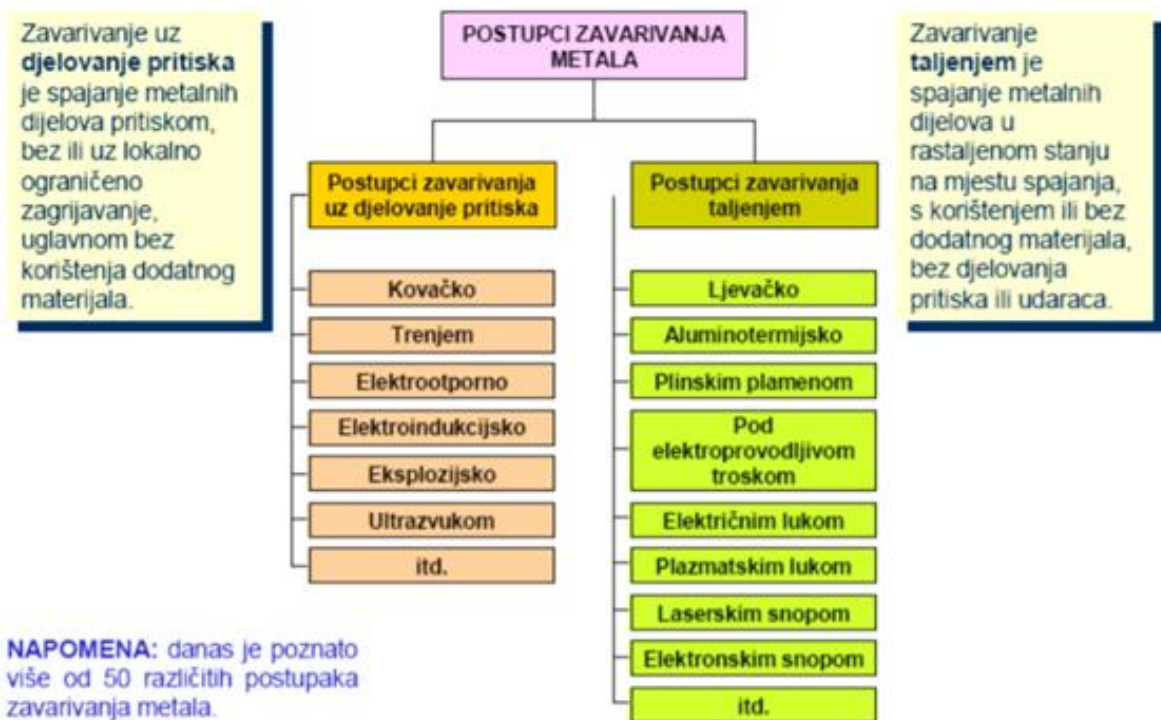 Zavarivanje uz
djelovanje pritiska
je spajanje metalnih
dijelova pritiskom,
bez ili uz lokalno
ograničeno
zagrijavanje,
uglavnom bez
korištenja dodatnog
materijala.
POSTUPCI ZAVARIVANJA
METALA
Zavarivanje
taljenjem je
spajanje metalnih
dijelova u
rastaljenom stanju
na mjestu spajanja,
s korištenjem ili bez
dodatnog materijala,
bez djelovanja
pritiska ili udaraca.
Postupci zavarivanja
uz djelovanje pritiska
Kovačko
Trenjem
Elektrootporno
Elektroindukcijsko
Eksplozijsko
Ultrazvukom
itd.
Postupci zavarivanja
taljenjem
Ljevačko
Aluminotermijsko
Plinskim plamenom
Pod
elektroprovodljivom
troskom
Električnim lukom
Plazmatskim lukom
Laserskim snopom
Elektronskim snopom
itd.
NAPOMENA: danas je poznato
više od 50 različitih postupaka
zavarivanja metala.